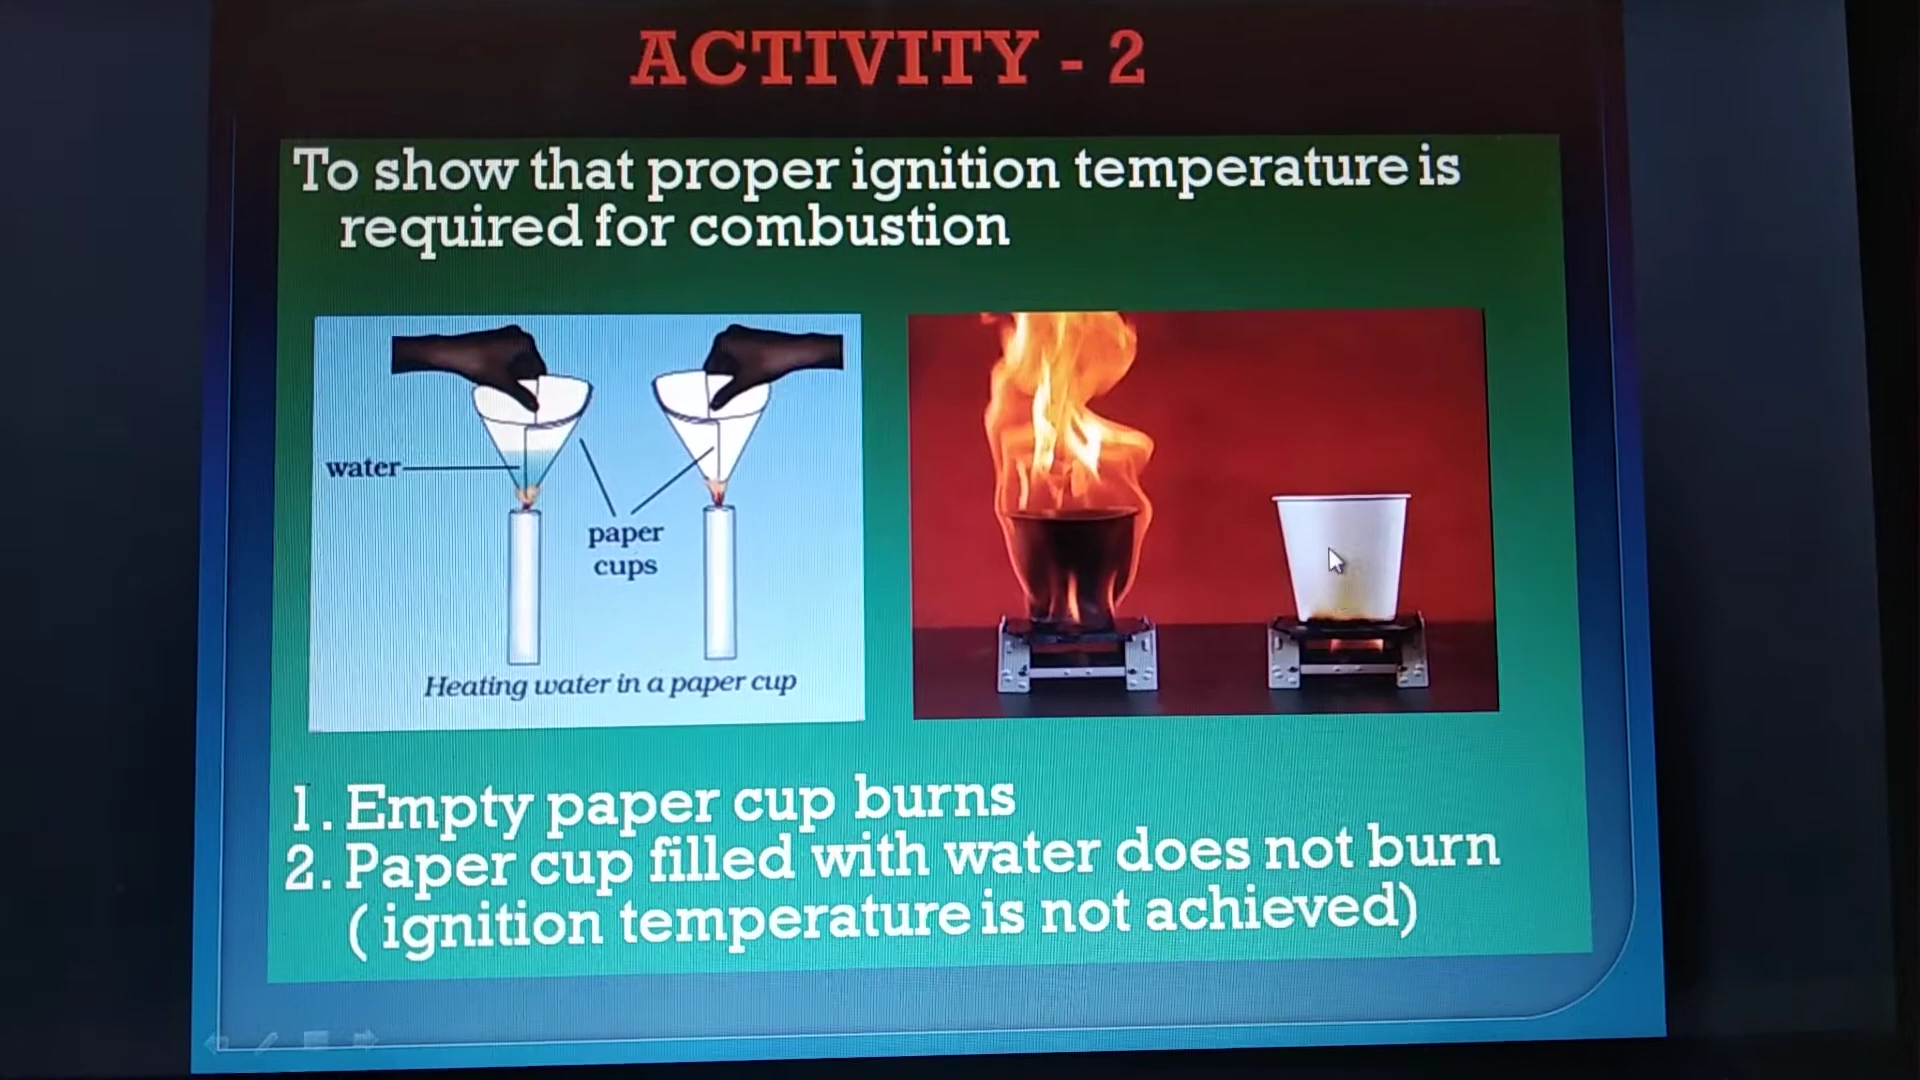 ACTIVITY - 2
To show that proper ignition temperature is
required for combustion
water
paper
cups
Heating water in a paper cup
1. Empty paper cup burns
2. Paper cup filled with water does not burn
( ignition temperature is not achieved)